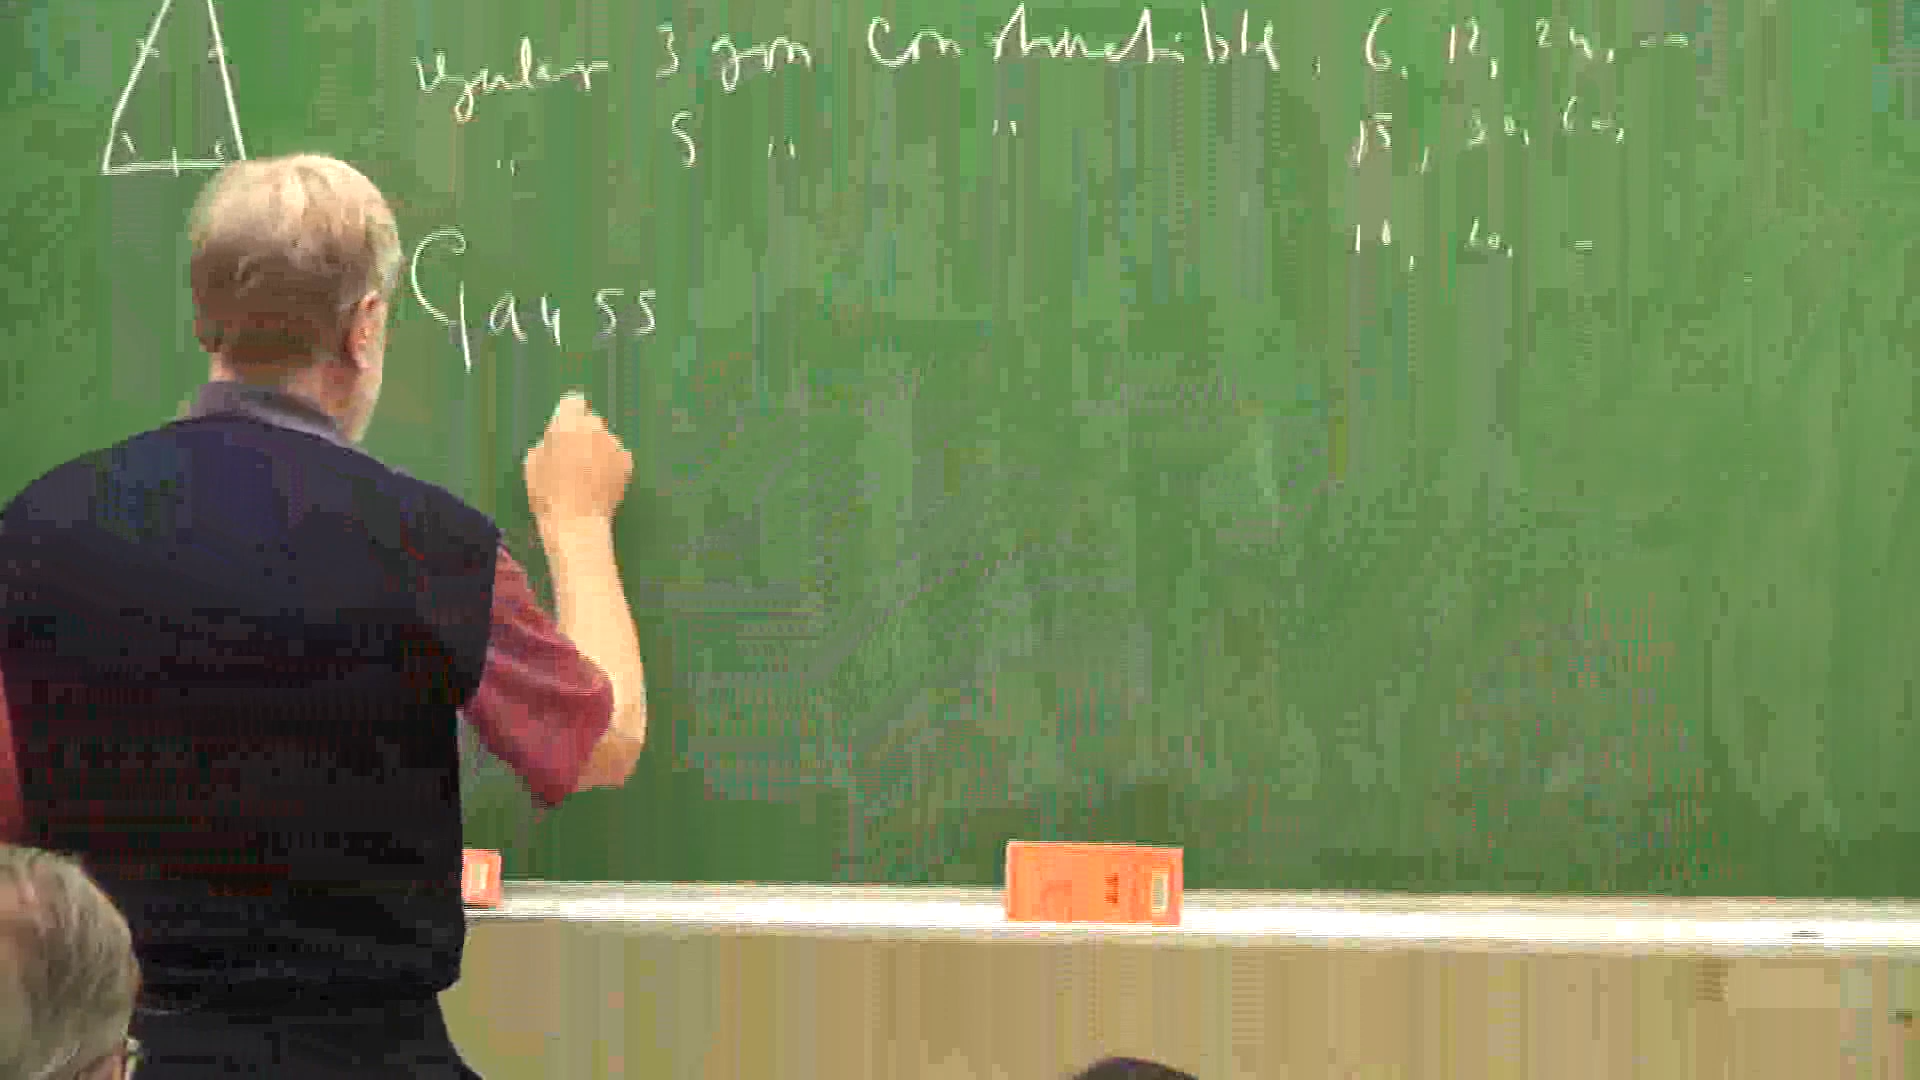 regular 3 gon constructible, 6, 12, 24, --
" 5 " " 15, 30, 60,
10, 20, -
Gauss